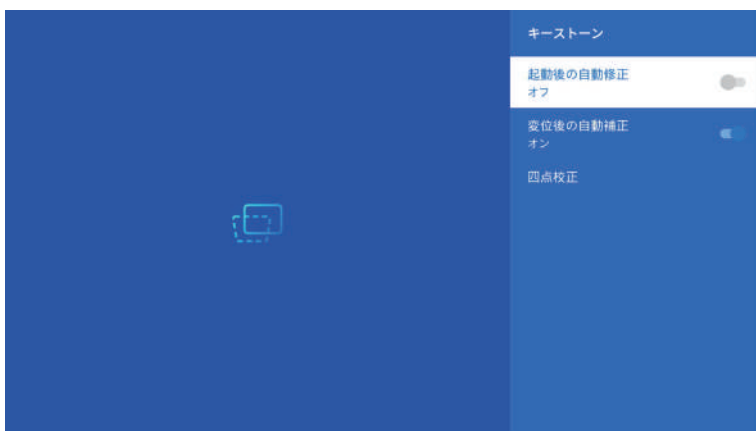 キーストーン
起動後の自動修正
オフ
変位後の自動補正
オン
四点校正